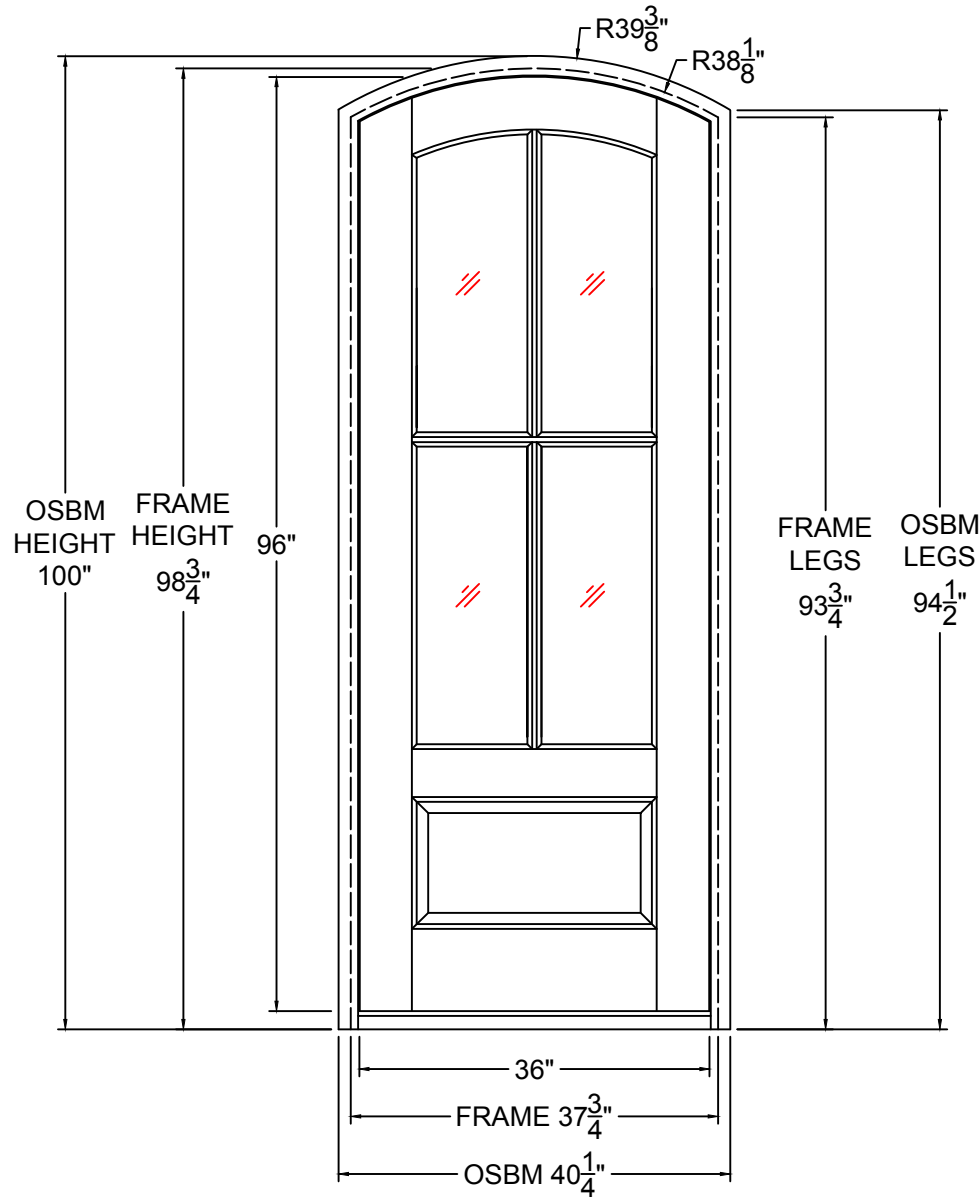 R39 3/8"
R38 1/8"
OSBM
HEIGHT
100"
FRAME
HEIGHT
98 3/4"
96"
FRAME
LEGS
93 3/4"
OSBM
LEGS
94 1/2"
36"
FRAME 37 3/4"
OSBM 40 1/4"